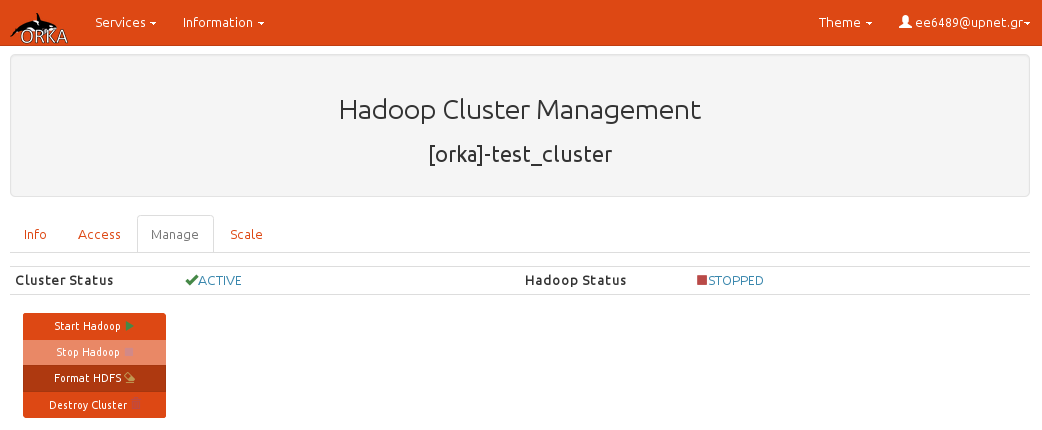 ORKA Services Information Theme ee6489@upnet.gr
Hadoop Cluster Management
[orka]-test_cluster
Info Access Manage Scale
Cluster Status ACTIVE Hadoop Status STOPPED
Start Hadoop
Stop Hadoop
Format HDFS
Destroy Cluster